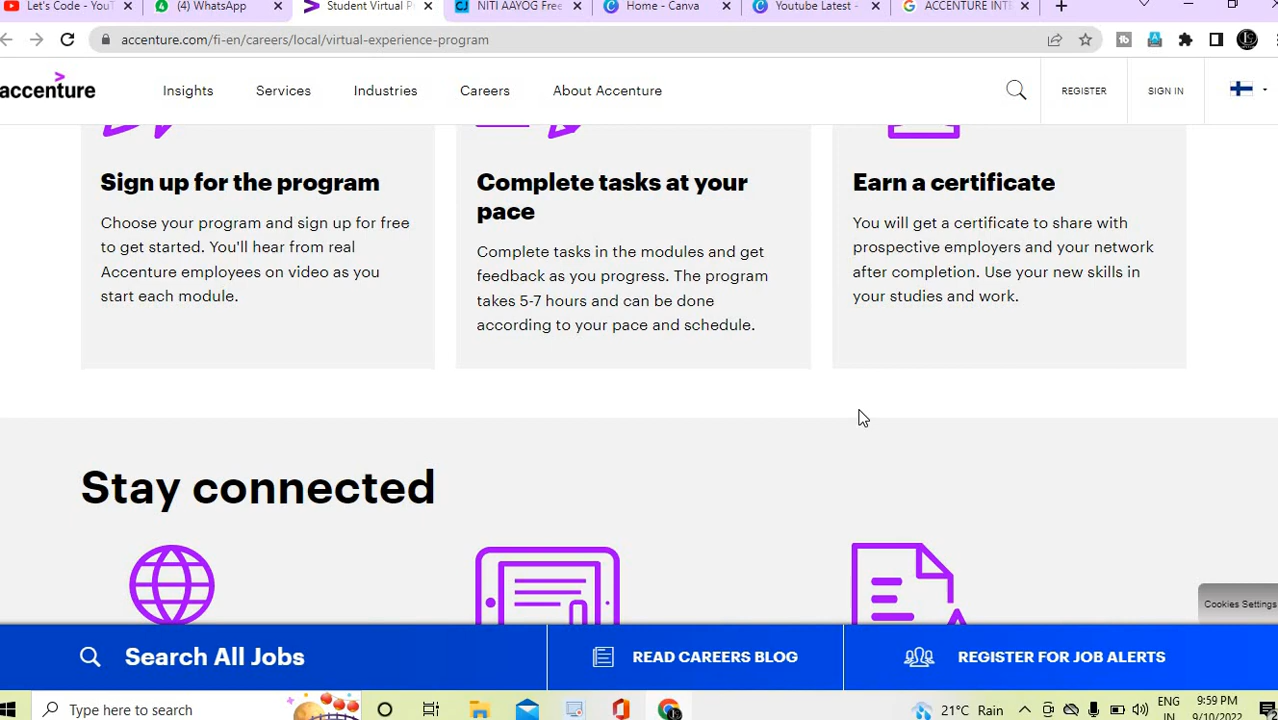 Let's Code - YouT
(4) WhatsApp
Student Virtual P
NITI AAYOG Free
Home - Canva
Youtube Latest -
ACCENTURE INT
accenture.com/fi-en/careers/local/virtual-experience-program
accenture
Insights
Services
Industries
Careers
About Accenture
REGISTER
SIGN IN
Sign up for the program
Choose your program and sign up for free
to get started. You'll hear from real
Accenture employees on video as you
start each module.
Complete tasks at your
pace
Complete tasks in the modules and get
feedback as you progress. The program
takes 5-7 hours and can be done
according to your pace and schedule.
Earn a certificate
You will get a certificate to share with
prospective employers and your network
after completion. Use your new skills in
your studies and work.
Stay connected
Cookies Settings
Search All Jobs
READ CAREERS BLOG
REGISTER FOR JOB ALERTS
Type here to search
21°C Rain
ENG
IN
9:59 PM
9/10/202